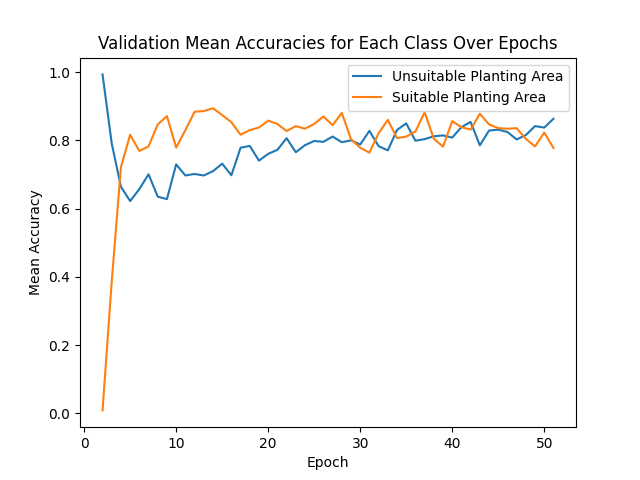 Validation Mean Accuracies for Each Class Over Epochs
Unsuitable Planting Area
Suitable Planting Area
Mean Accuracy
1.0
0.8
0.6
0.4
0.2
0.0
0 10 20 30 40 50
Epoch